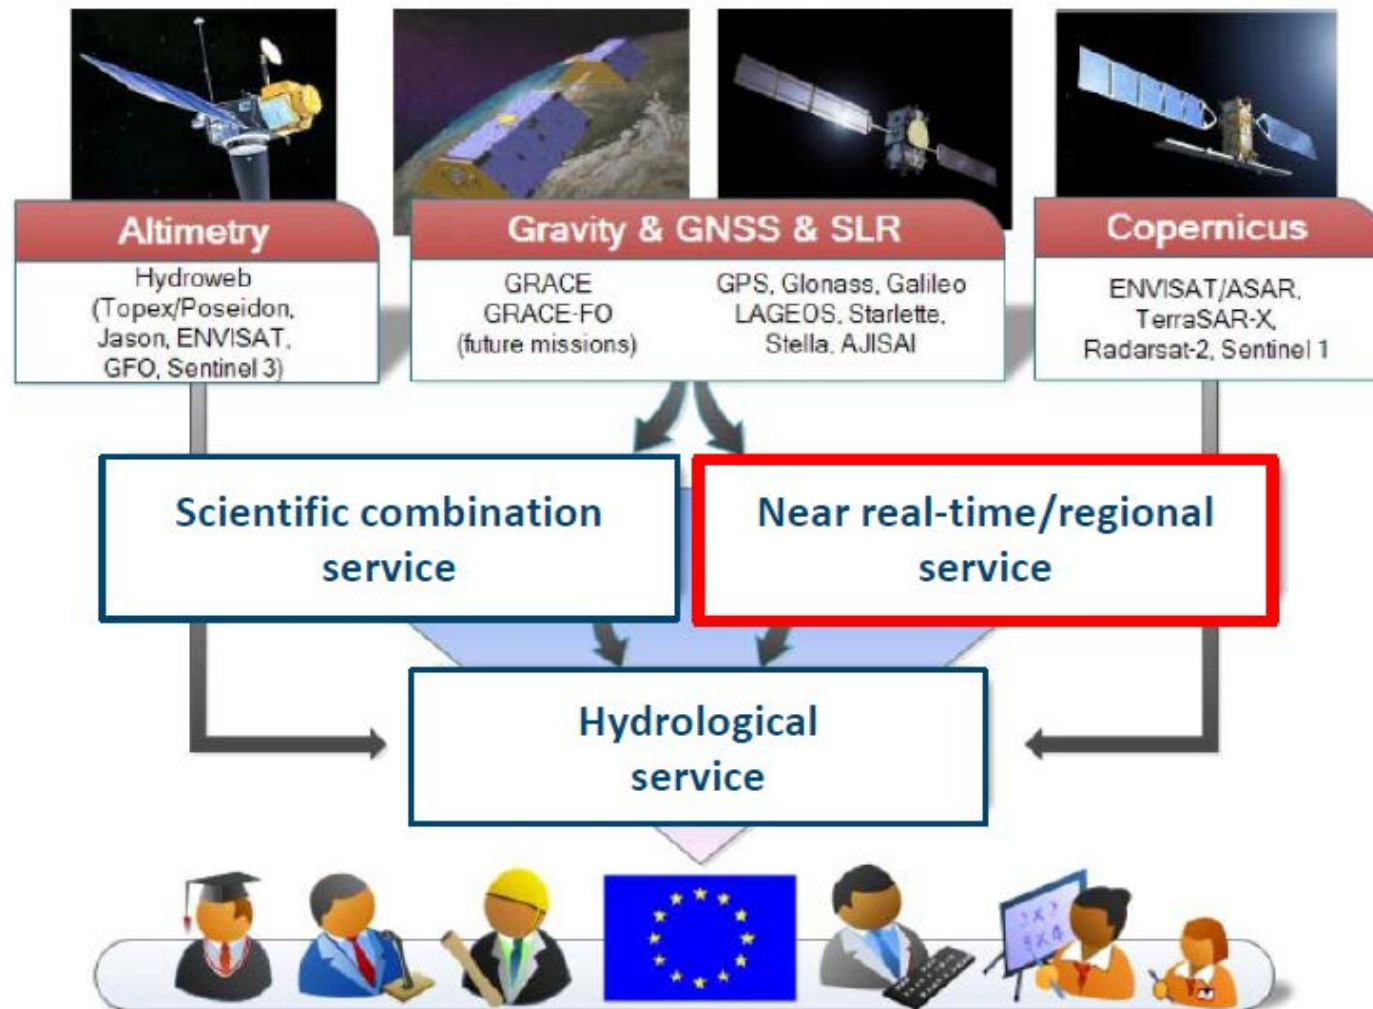 Altimetry
Hydroweb
(Topex/Poseidon,
Jason, ENVISAT,
GFO, Sentinel 3)
Gravity & GNSS & SLR
GRACE
GRACE-FO
(future missions)
GPS, Glonass, Galileo
LAGEOS, Starlette,
Stella, AJISAI
Copernicus
ENVISAT/ASAR,
TerraSAR-X,
Radarsat-2, Sentinel 1
Scientific combination
service
Near real-time/regional
service
Hydrological
service